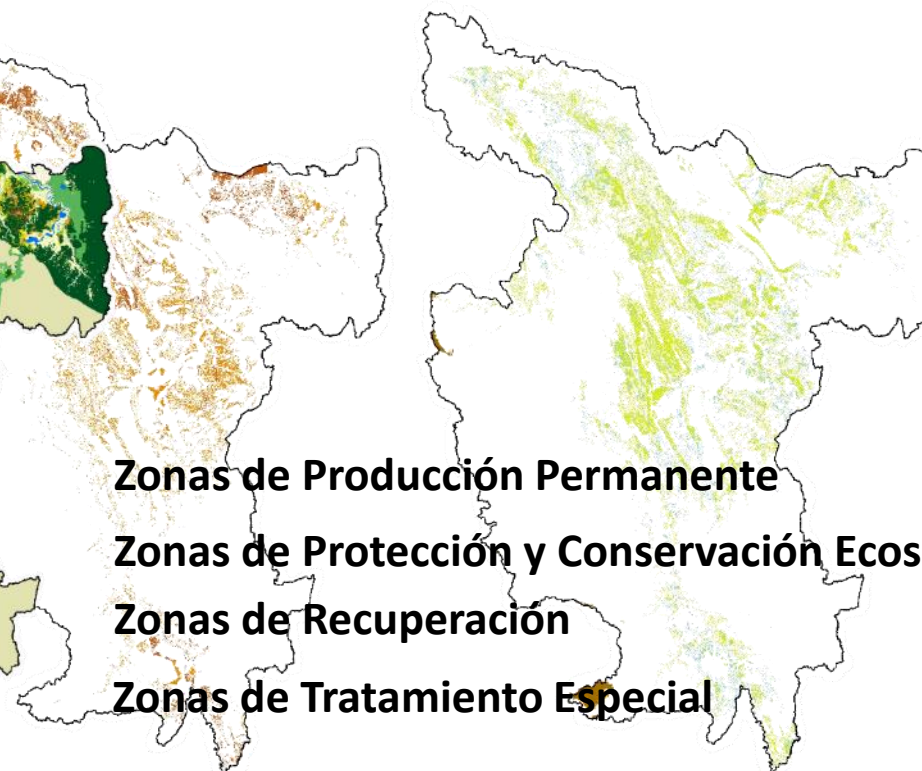 Zonas de Producción Permanente
Zonas de Protección y Conservación Ecos
Zonas de Recuperación
Zonas de Tratamiento Especial